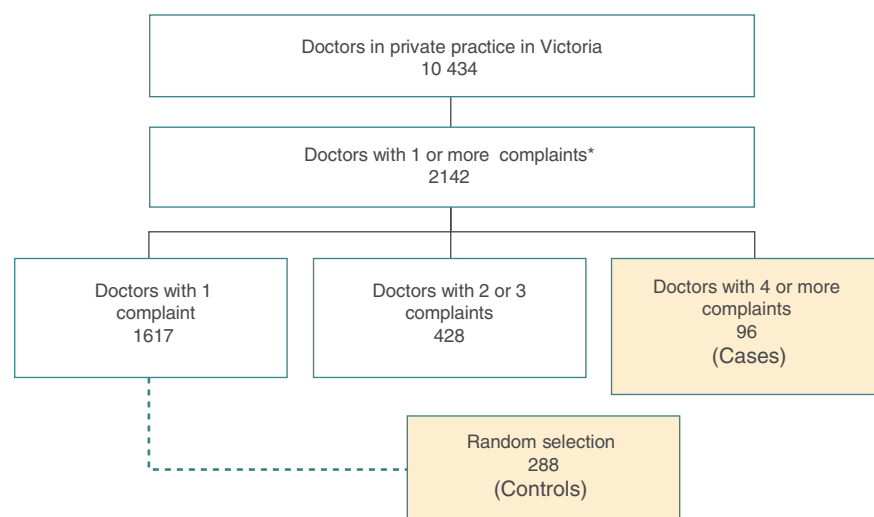 Doctors in private practice in Victoria
10 434
Doctors with 1 or more complaints*
2142
Doctors with 1
complaint
1617
Doctors with 2 or 3
complaints
428
Doctors with 4 or more
complaints
96
(Cases)
Random selection
288
(Controls)